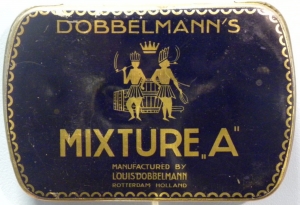 DOBBELMANN'S
MIXTURE „A"
MANUFACTURED BY
LOUIS DOBBELMANN
ROTTERDAM HOLLAND